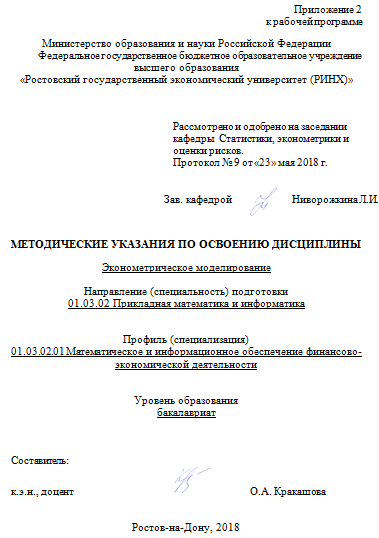 Приложение 2
к рабочей программе
Министерство образования и науки Российской Федерации
Федеральное государственное бюджетное образовательное учреждение
высшего образования
«Ростовский государственный экономический университет (РИНХ)»
Рассмотрено и одобрено на заседании
кафедры Статистики, эконометрики и
оценки рисков.
Протокол № 9 от «23» мая 2018 г.
Зав. кафедрой Ниворожкина Л.И.
МЕТОДИЧЕСКИЕ УКАЗАНИЯ ПО ОСВОЕНИЮ ДИСЦИПЛИНЫ
Эконометрическое моделирование
Направление (специальность) подготовки
01.03.02 Прикладная математика и информатика
Профиль (специализация)
01.03.02.01 Математическое и информационное обеспечение финансово-
экономической деятельности
Уровень образования
бакалавриат
Составитель:
к.э.н., доцент О.А. Кракашова
Ростов-на-Дону, 2018